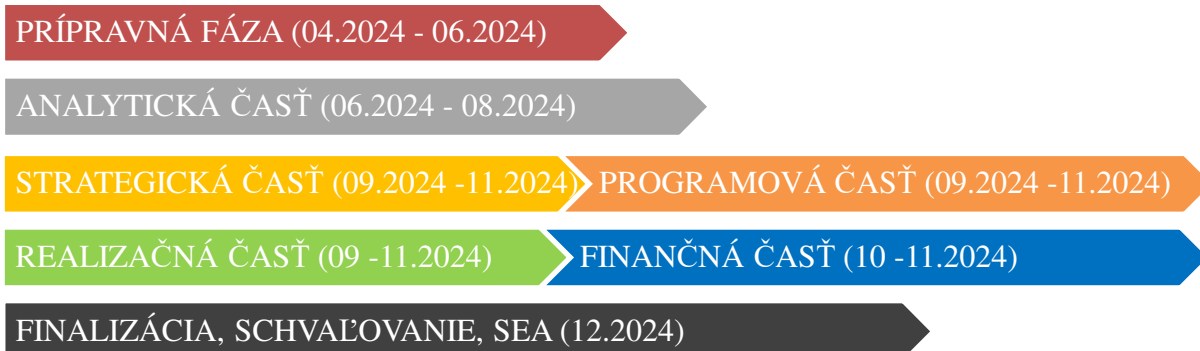 PRÍPRAVNÁ FÁZA (04.2024 - 06.2024)
ANALYTICKÁ ČASŤ (06.2024 - 08.2024)
STRATEGICKÁ ČASŤ (09.2024 -11.2024)
PROGRAMOVÁ ČASŤ (09.2024 -11.2024)
REALIZAČNÁ ČASŤ (09 -11.2024)
FINANČNÁ ČASŤ (10 -11.2024)
FINALIZÁCIA, SCHVAĽOVANIE, SEA (12.2024)